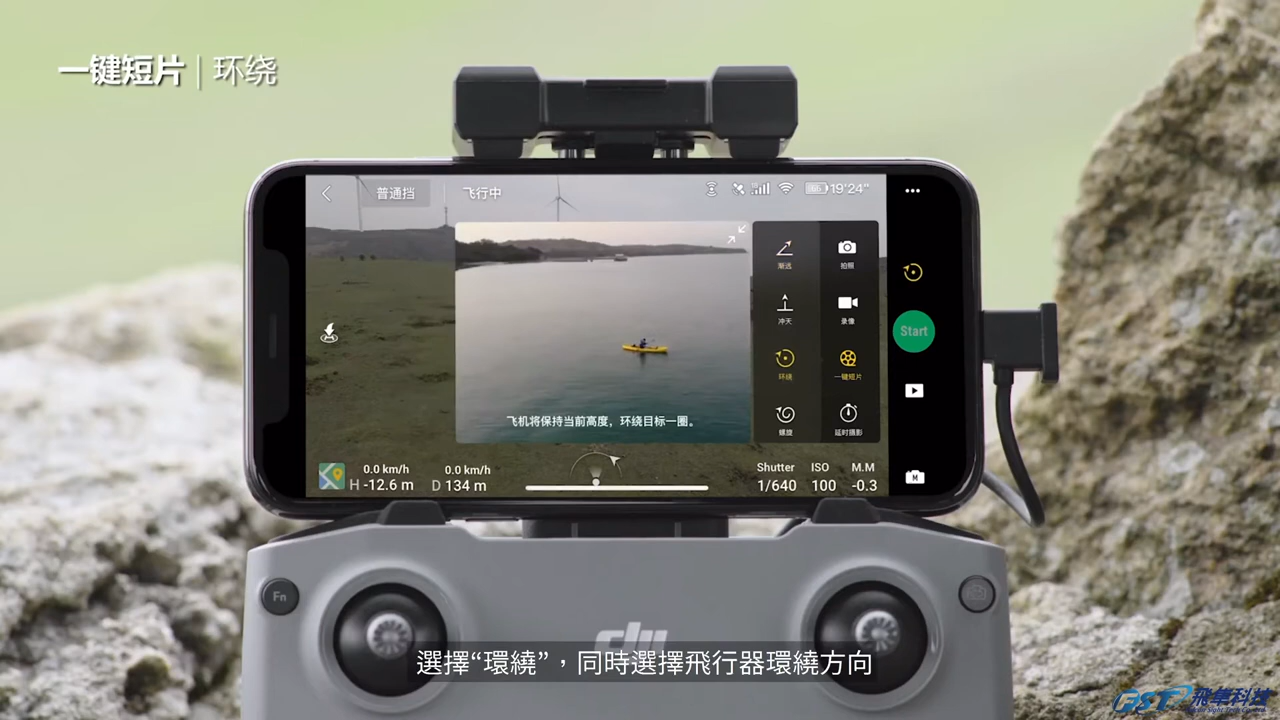 一键短片 | 环绕
普通挡
飞行中
19'24"
渐远
拍照
冲天
录像
环绕
一键短片
螺旋
延时摄影
飞机将保持当前高度，环绕目标一圈。
Start
0.0 km/h
H -12.6 m
0.0 km/h
D 134 m
Shutter
1/640
ISO
100
M.M
-0.3
M
Fn
dji
選擇“環繞”，同時選擇飛行器環繞方向
飛隼科技